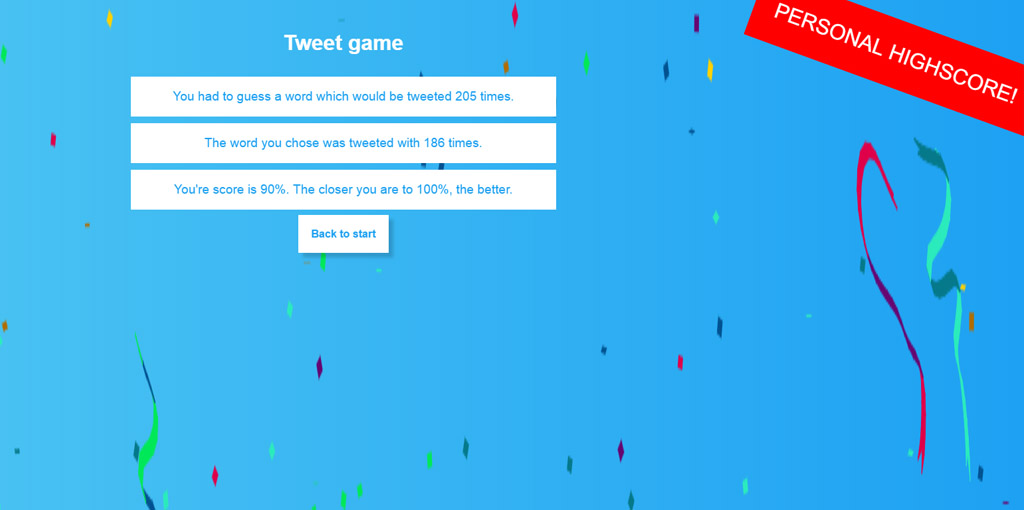 Tweet game
PERSONAL HIGHSCORE!
You had to guess a word which would be tweeted 205 times.
The word you chose was tweeted with 186 times.
You're score is 90%. The closer you are to 100%, the better.
Back to start